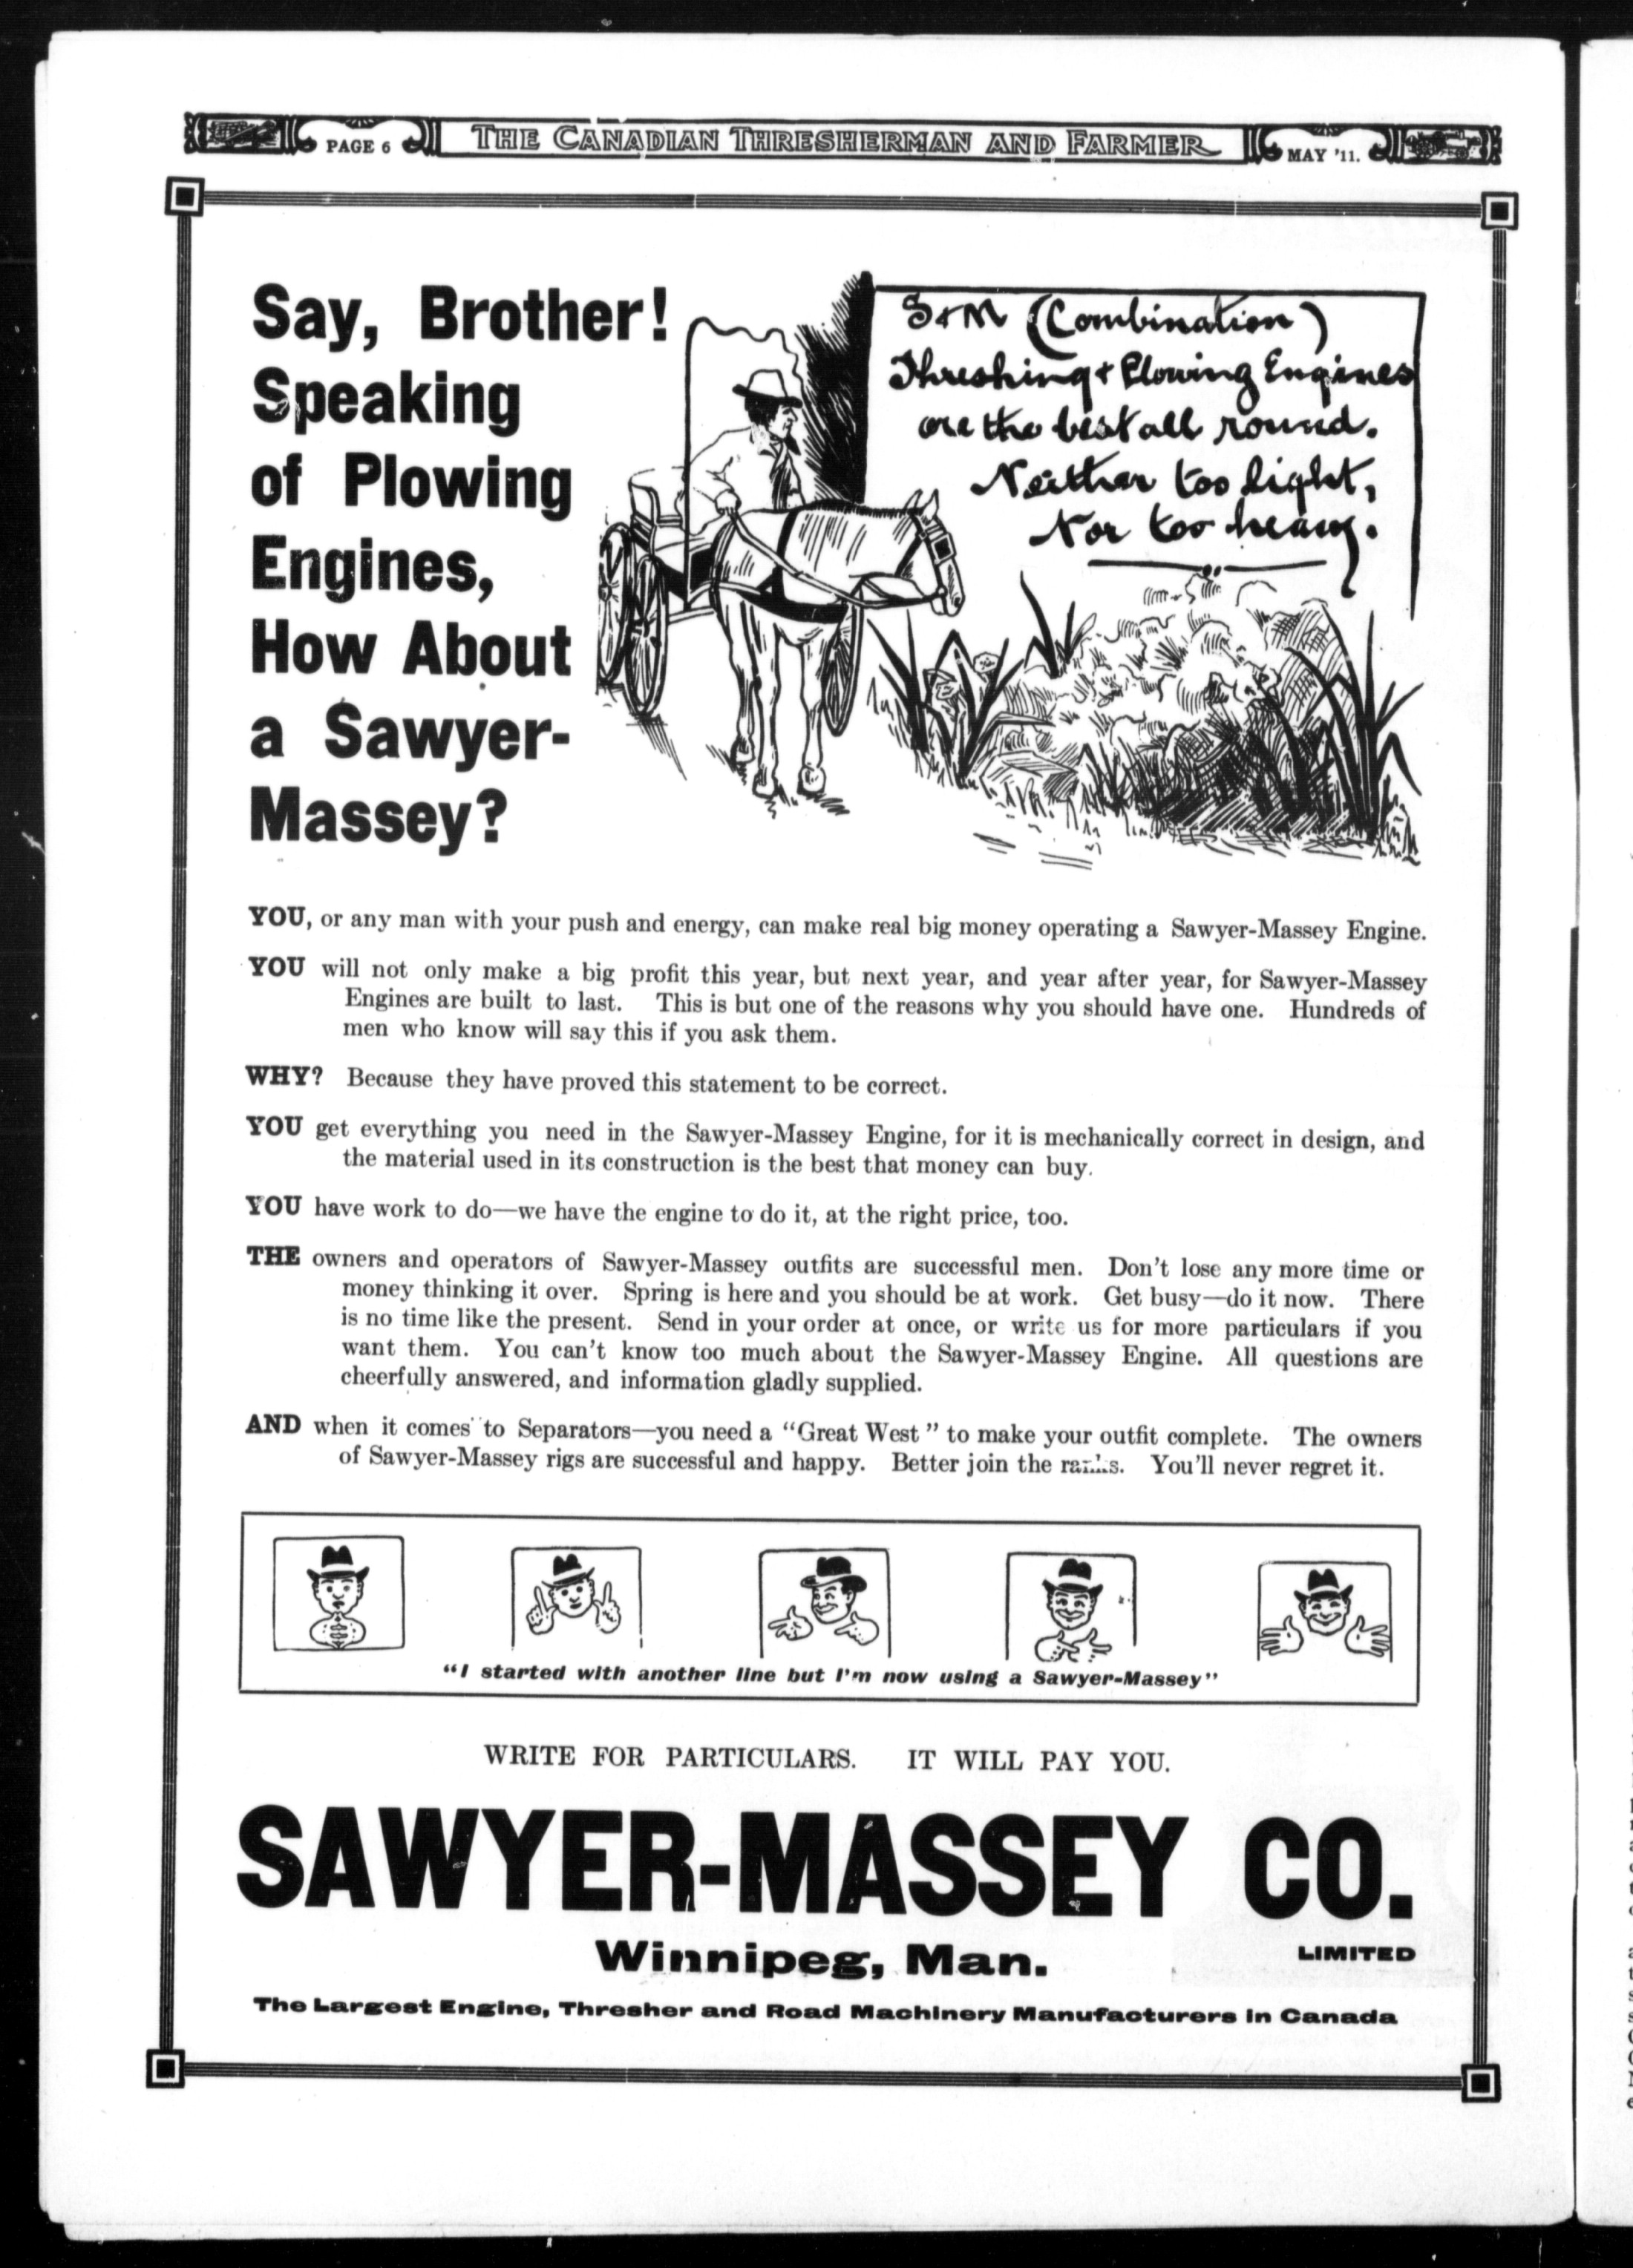 PAGE 6
THE CANADIAN THRESHERMAN AND FARMER
MAY '11.
Say, Brother!
Speaking
of Plowing
Engines,
How About
a Sawyer-
Massey?
S+M (Combination)
Threshing + Plowing Engines
are the best all round.
Neither too light,
Nor too heavy.
YOU, or any man with your push and energy, can make real big money operating a Sawyer-Massey Engine.
YOU will not only make a big profit this year, but next year, and year after year, for Sawyer-Massey
Engines are built to last. This is but one of the reasons why you should have one. Hundreds of
men who know will say this if you ask them.
WHY? Because they have proved this statement to be correct.
YOU get everything you need in the Sawyer-Massey Engine, for it is mechanically correct in design, and
the material used in its construction is the best that money can buy.
YOU have work to do—we have the engine to do it, at the right price, too.
THE owners and operators of Sawyer-Massey outfits are successful men. Don't lose any more time or
money thinking it over. Spring is here and you should be at work. Get busy—do it now. There
is no time like the present. Send in your order at once, or write us for more particulars if you
want them. You can't know too much about the Sawyer-Massey Engine. All questions are
cheerfully answered, and information gladly supplied.
AND when it comes to Separators—you need a "Great West" to make your outfit complete. The owners
of Sawyer-Massey rigs are successful and happy. Better join the ranks. You'll never regret it.
"I started with another line but I'm now using a Sawyer-Massey"
WRITE FOR PARTICULARS. IT WILL PAY YOU.
SAWYER-MASSEY CO.
LIMITED
Winnipeg, Man.
The Largest Engine, Thresher and Road Machinery Manufacturers in Canada